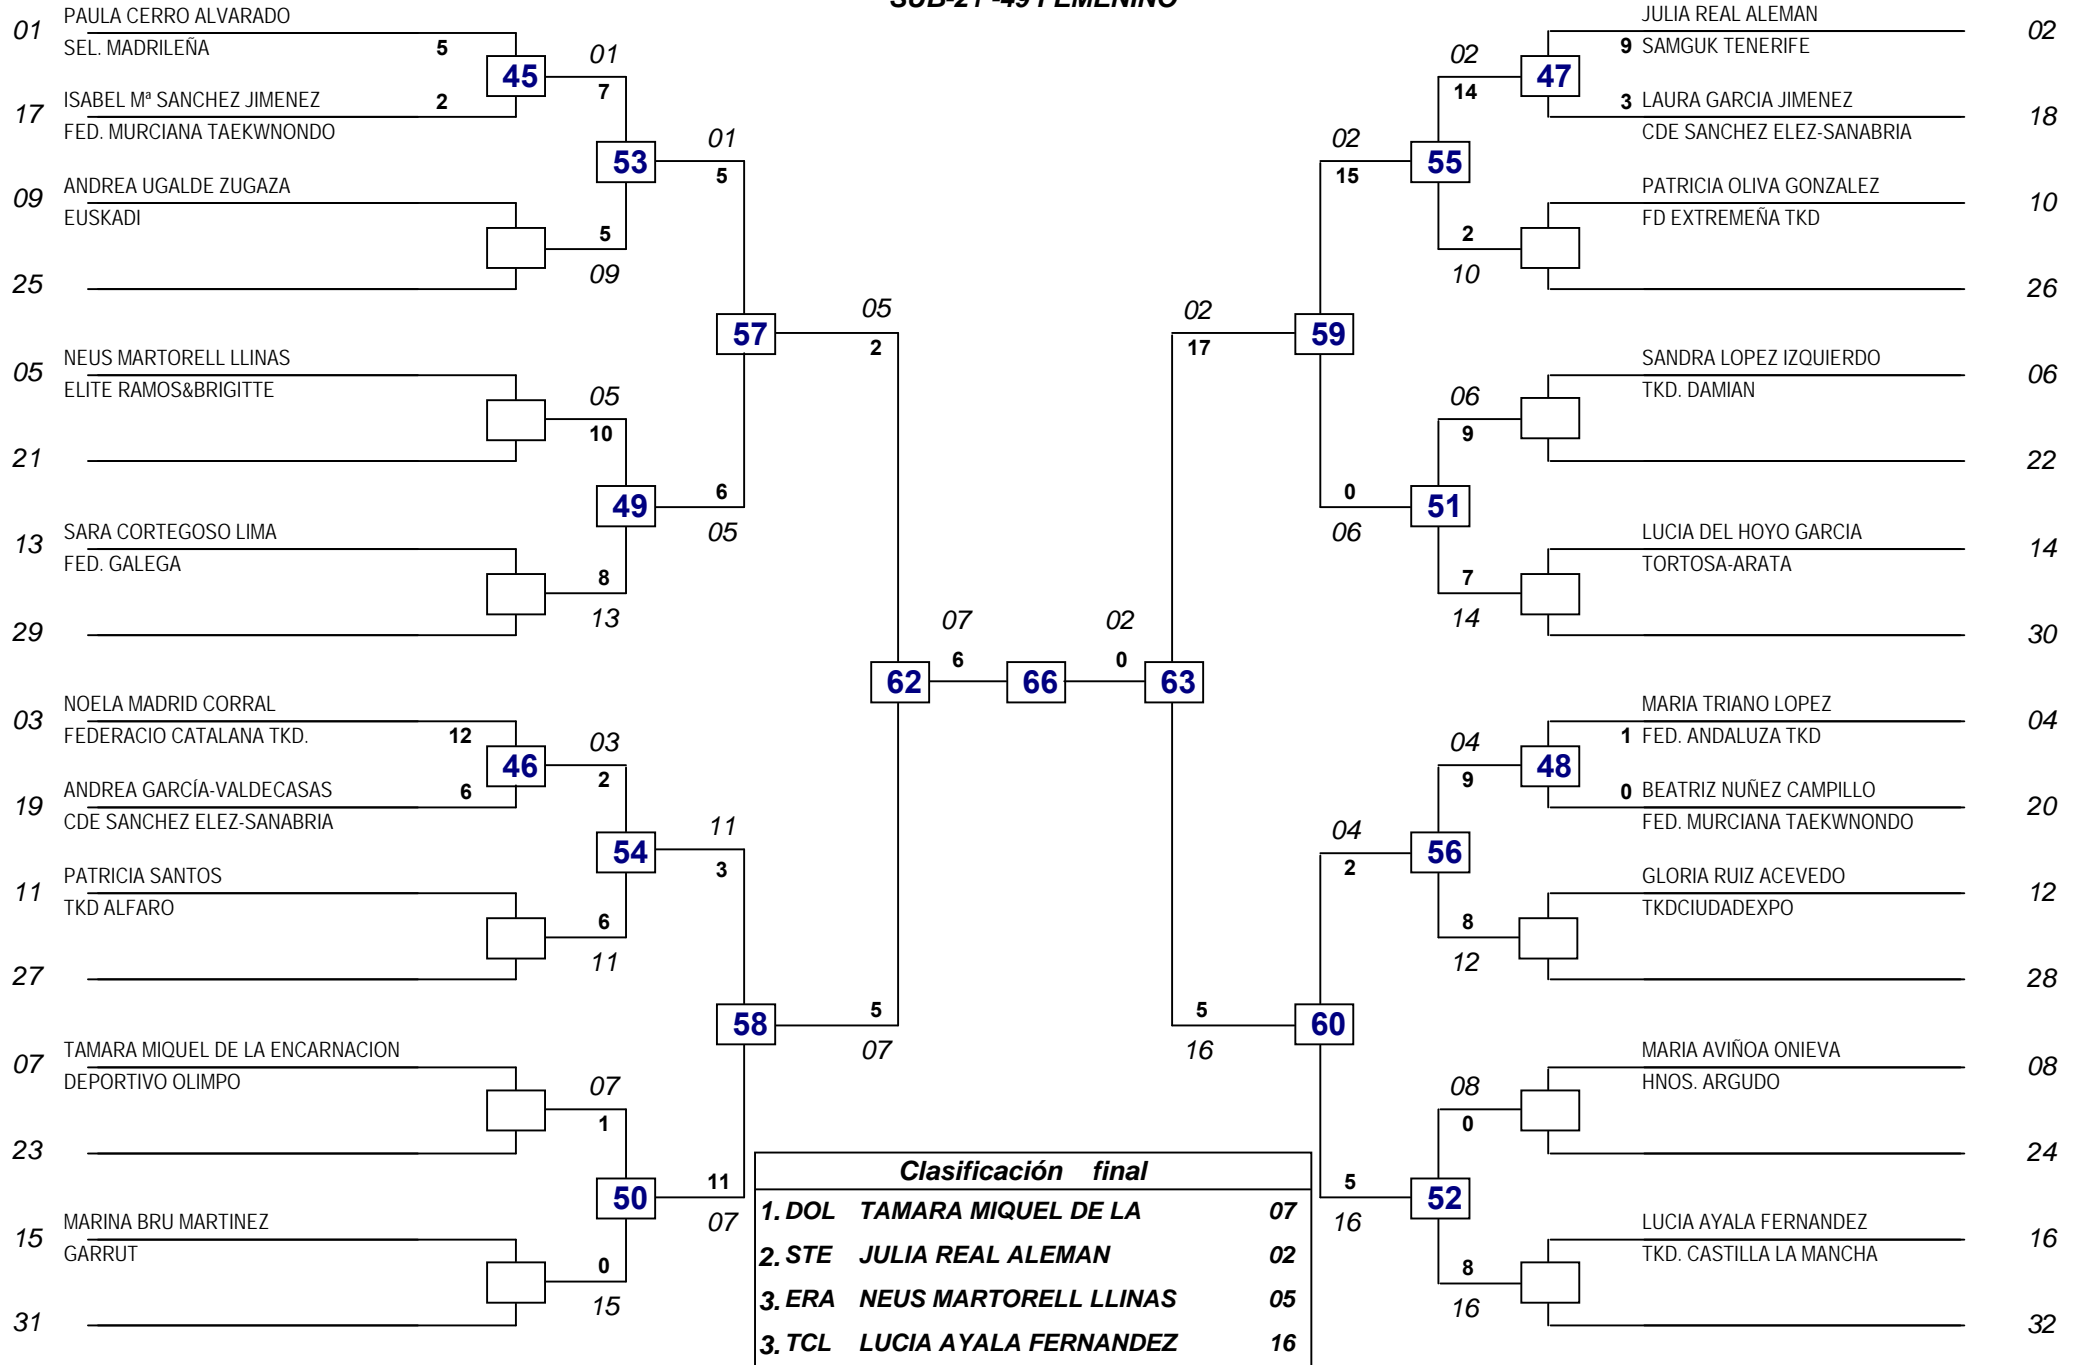 SUB-21 -49 FEMENINO
01
PAULA CERRO ALVARADO
SEL. MADRILEÑA
5
45
01
7
17
ISABEL Mª SANCHEZ JIMENEZ
2
FED. MURCIANA TAEKWNONDO
53
01
5
09
ANDREA UGALDE ZUGAZA
EUSKADI
5
09
25
57
05
2
05
NEUS MARTORELL LLINAS
ELITE RAMOS&BRIGITTE
05
10
21
49
6
05
13
SARA CORTEGOSO LIMA
FED. GALEGA
8
13
29
62
07
6
66
02
0
63
03
NOELA MADRID CORRAL
FEDERACIO CATALANA TKD.
12
46
03
2
19
ANDREA GARCÍA-VALDECASAS
6
CDE SANCHEZ ELEZ-SANABRIA
54
11
3
11
PATRICIA SANTOS
TKD ALFARO
6
11
27
58
5
07
07
TAMARA MIQUEL DE LA ENCARNACION
DEPORTIVO OLIMPO
07
1
23
50
11
07
15
MARINA BRU MARTINEZ
GARRUT
0
15
31
JULIA REAL ALEMAN
02
9 SAMGUK TENERIFE
02
14
47
3 LAURA GARCIA JIMENEZ
18
CDE SANCHEZ ELEZ-SANABRIA
02
15
55
PATRICIA OLIVA GONZALEZ
10
FD EXTREMEÑA TKD
2
10
26
02
17
59
SANDRA LOPEZ IZQUIERDO
06
TKD. DAMIAN
06
9
22
0
06
51
LUCIA DEL HOYO GARCIA
14
TORTOSA-ARATA
7
14
30
MARIA TRIANO LOPEZ
04
1 FED. ANDALUZA TKD
04
9
48
0 BEATRIZ NUÑEZ CAMPILLO
20
FED. MURCIANA TAEKWNONDO
04
2
56
GLORIA RUIZ ACEVEDO
12
TKDCIUDADEXPO
8
12
28
5
16
60
MARIA AVIÑOA ONIEVA
08
HNOS. ARGUDO
08
0
24
5
16
52
LUCIA AYALA FERNANDEZ
16
TKD. CASTILLA LA MANCHA
8
16
32
Clasificación final
1. DOL TAMARA MIQUEL DE LA 07
2. STE JULIA REAL ALEMAN 02
3. ERA NEUS MARTORELL LLINAS 05
3. TCL LUCIA AYALA FERNANDEZ 16